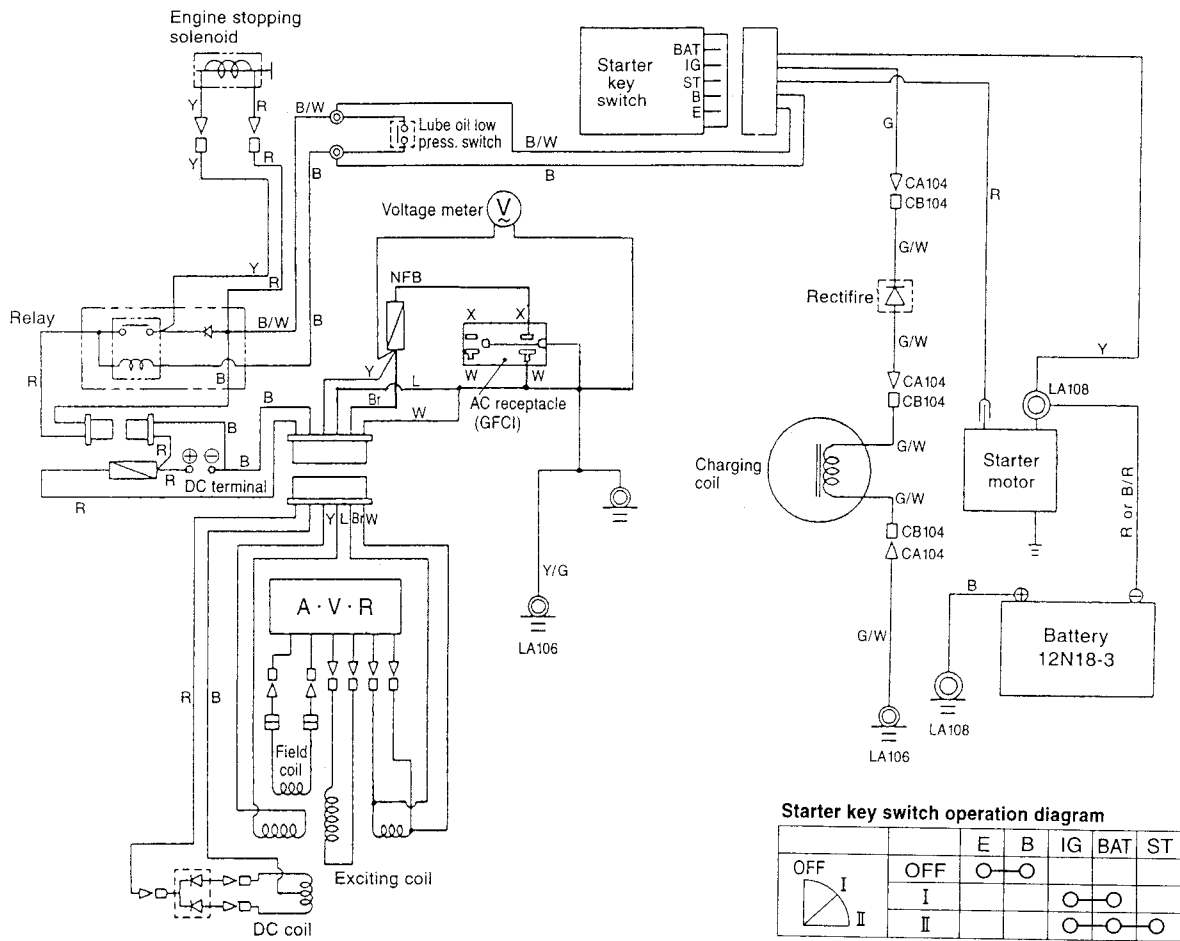 Engine stopping
solenoid
Y
R
Y
R
B/W
Lube oil low
press. switch
B
B/W
B
Starter
key
switch
BAT
IG
ST
B
E
G
CA104
CB104
R
G/W
Rectifire
G/W
CA104
CB104
Y
LA108
Voltage meter
V
NFB
X
X
W
W
AC receptacle
(GFCI)
Relay
Y
R
B/W
B
B
R
Y
L
Br
W
B
B
R
R
DC terminal
R
Charging
coil
G/W
G/W
CB104
CA104
Starter
motor
R or B/R
B
Battery
12N18-3
G/W
LA108
LA106
Y/G
LA106
Y
L
Br
W
A · V · R
R
B
Field
coil
Exciting coil
DC coil
Starter key switch operation diagram
E B IG BAT ST
OFF
I
II
OFF
I
II